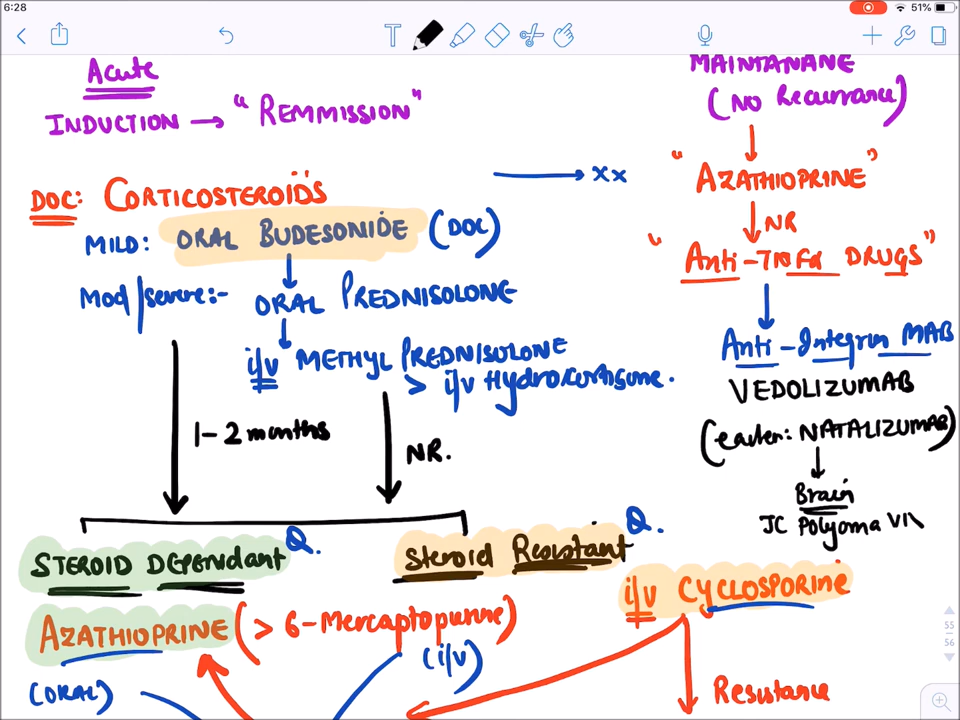 6:28
51%
T
Acute
INDUCTION → "REMMISSION"
DOC: CORTICOSTEROIDS
→ xx
MILD: ORAL BUDESONIDE (DOC)
Mod/severe:- ORAL PREDNISOLONE
i/v METHYL PREDNISOLONE
> i/v Hydrocortisone.
1-2 months
NR.
STEROID DEPENDANT Q.
Steroid Resistant Q.
AZATHIOPRINE (> 6-Mercaptopurine)
(ORAL)
(i/v)
MAINTANANE
(No Recurrance)
"AZATHIOPRINE"
NR
"Anti-TNFα DRUGS"
Anti-Integrin MAB
VEDOLIZUMAB
(earlier: NATALIZUMAB)
Brain
JC Polyoma
i/v CYCLOSPORINE
Resistance
55
56